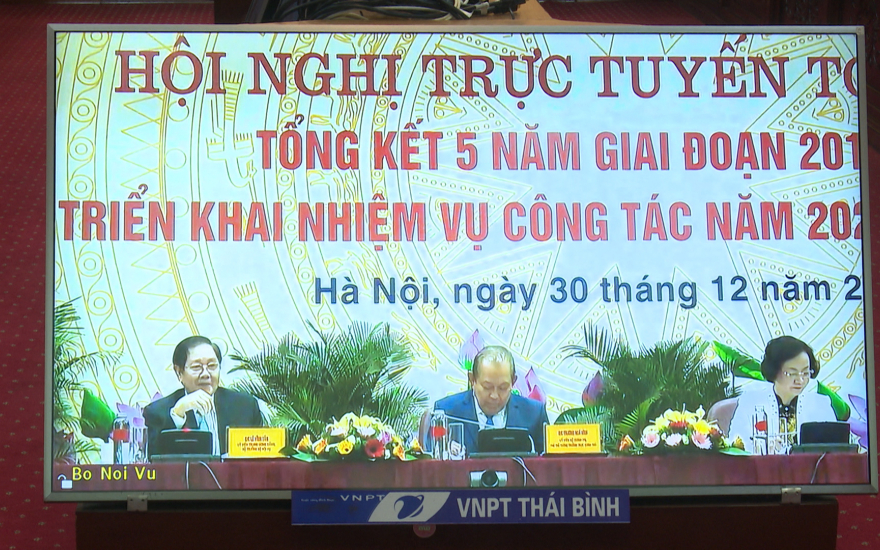 HỘI NGHỊ TRỰC TUYẾN TO
TỔNG KẾT 5 NĂM GIAI ĐOẠN 201
TRIỂN KHAI NHIỆM VỤ CÔNG TÁC NĂM 202
Hà Nội, ngày 30 tháng 12 năm 2
Bo Noi Vu
VNPT
VNPT THÁI BÌNH